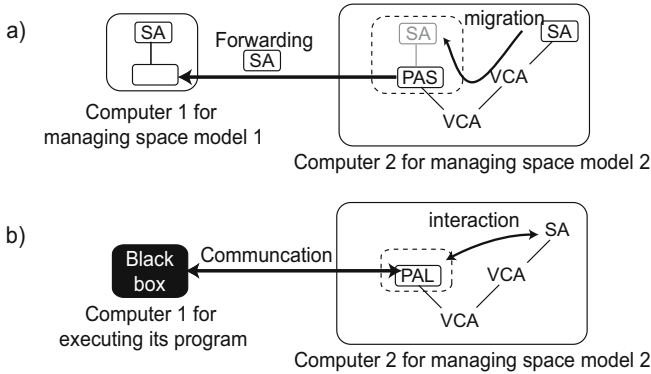 a)
SA
Forwarding
SA
Computer 1 for
managing space model 1
SA
migration
SA
PAS
VCA
VCA
Computer 2 for managing space model 2
b)
Black
box
Communcation
Computer 1 for
executing its program
interaction
SA
PAL
VCA
VCA
Computer 2 for managing space model 2